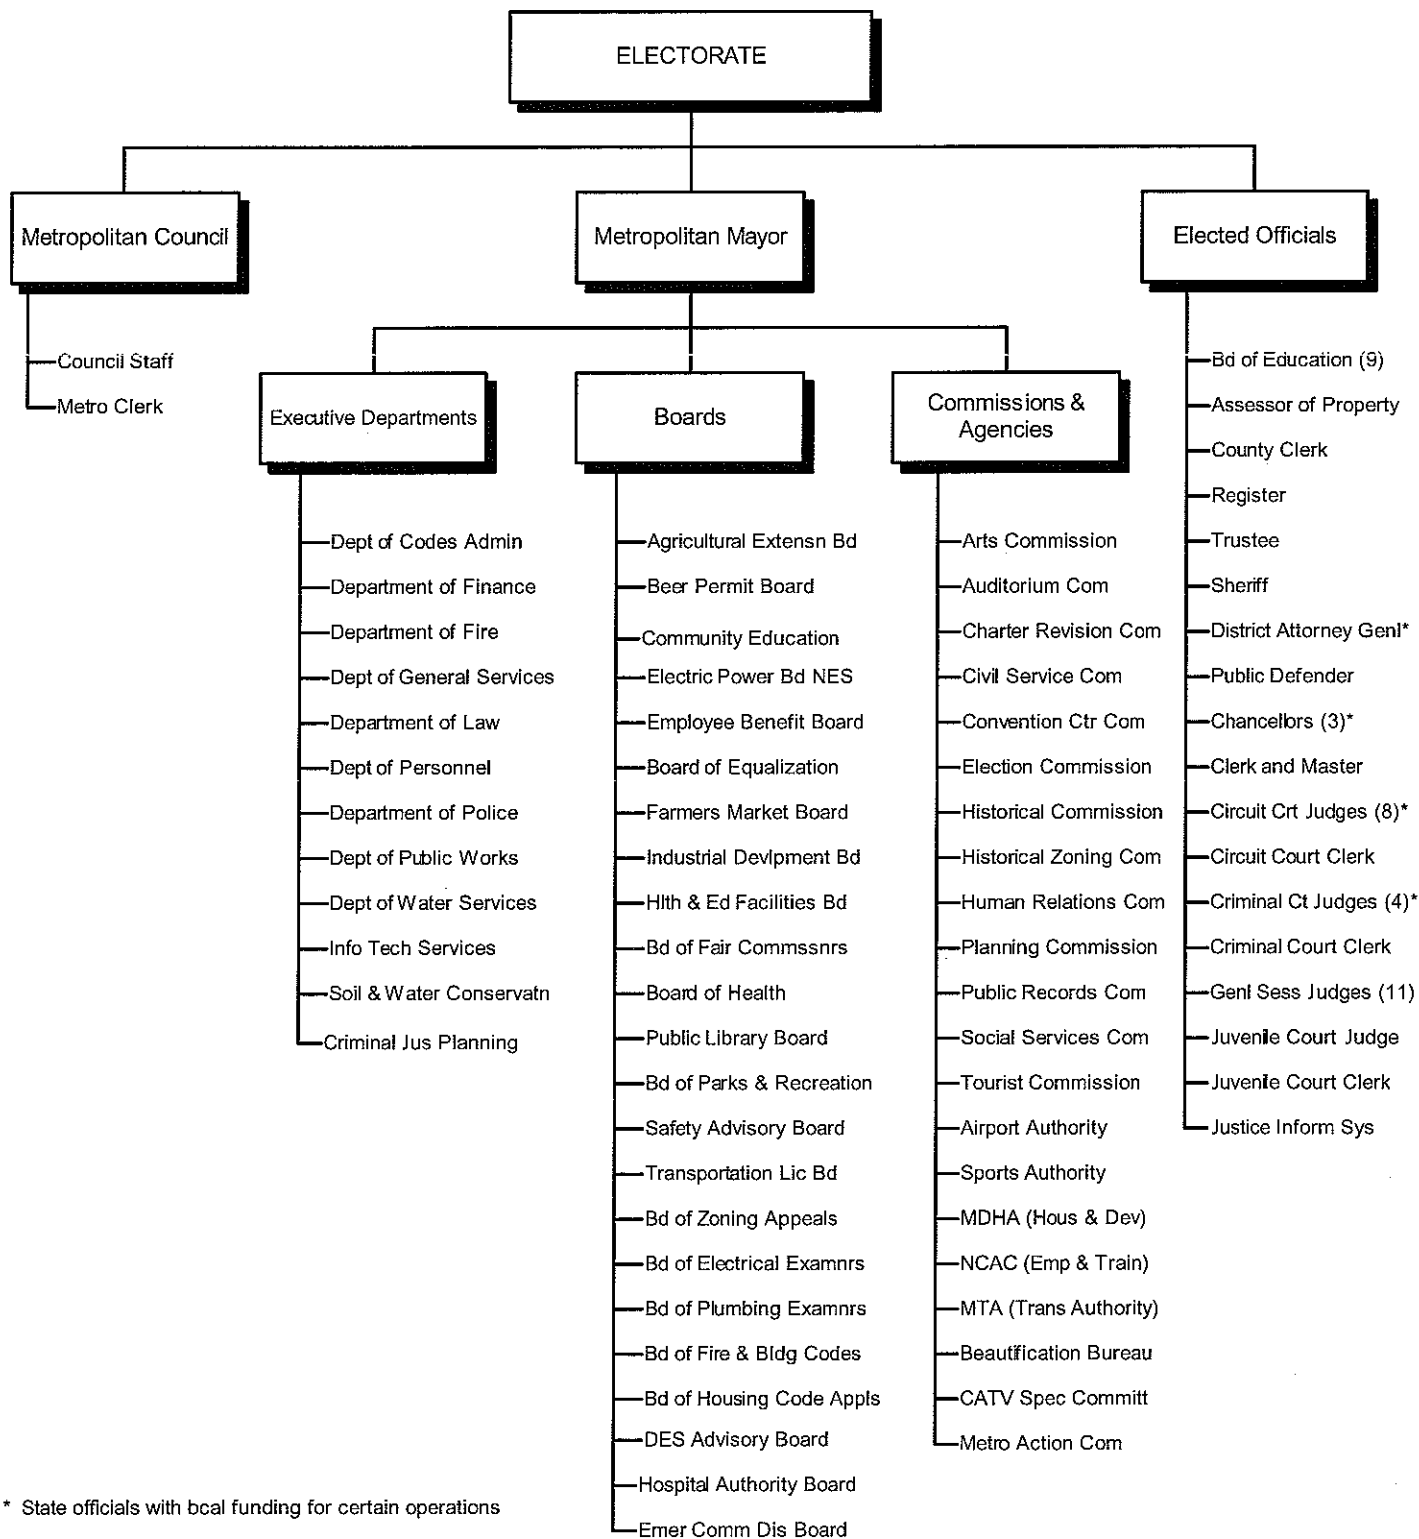 ELECTORATE
Metropolitan Council
Metropolitan Mayor
Elected Officials
Council Staff
Metro Clerk
Executive Departments
Boards
Commissions &
Agencies
Dept of Codes Admin
Department of Finance
Department of Fire
Dept of General Services
Department of Law
Dept of Personnel
Department of Police
Dept of Public Works
Dept of Water Services
Info Tech Services
Soil & Water Conservatn
Criminal Jus Planning
Agricultural Extensn Bd
Beer Permit Board
Community Education
Electric Power Bd NES
Employee Benefit Board
Board of Equalization
Farmers Market Board
Industrial Devlpment Bd
Hlth & Ed Facilities Bd
Bd of Fair Commssnrs
Board of Health
Public Library Board
Bd of Parks & Recreation
Safety Advisory Board
Transportation Lic Bd
Bd of Zoning Appeals
Bd of Electrical Examnrs
Bd of Plumbing Examnrs
Bd of Fire & Bldg Codes
Bd of Housing Code Appls
DES Advisory Board
Hospital Authority Board
Emer Comm Dis Board
Arts Commission
Auditorium Com
Charter Revision Com
Civil Service Com
Convention Ctr Com
Election Commission
Historical Commission
Historical Zoning Com
Human Relations Com
Planning Commission
Public Records Com
Social Services Com
Tourist Commission
Airport Authority
Sports Authority
MDHA (Hous & Dev)
NCAC (Emp & Train)
MTA (Trans Authority)
Beautification Bureau
CATV Spec Committ
Metro Action Com
Bd of Education (9)
Assessor of Property
County Clerk
Register
Trustee
Sheriff
District Attorney Genl*
Public Defender
Chancellors (3)*
Clerk and Master
Circuit Crt Judges (8)*
Circuit Court Clerk
Criminal Ct Judges (4)*
Criminal Court Clerk
Genl Sess Judges (11)
Juvenile Court Judge
Juvenile Court Clerk
Justice Inform Sys
* State officials with bcal funding for certain operations